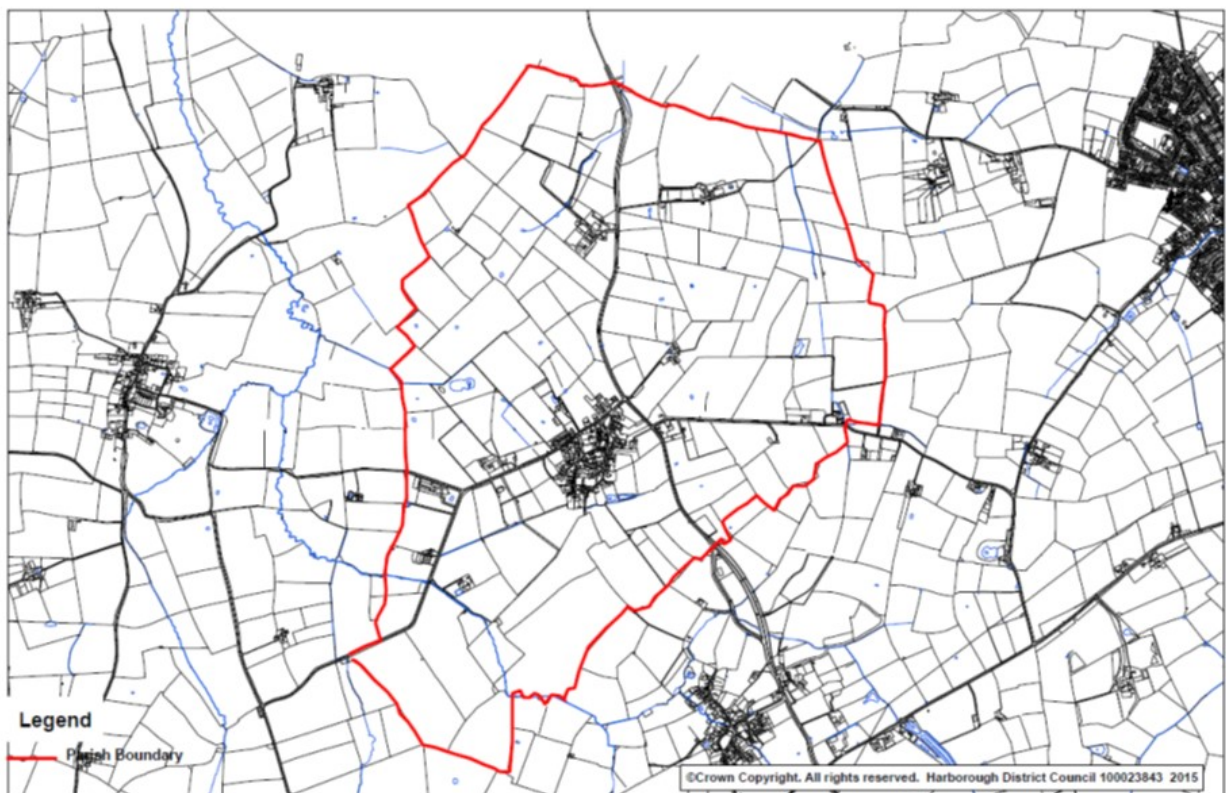 Legend
Parish Boundary
©Crown Copyright. All rights reserved. Harborough District Council 100023843 2015